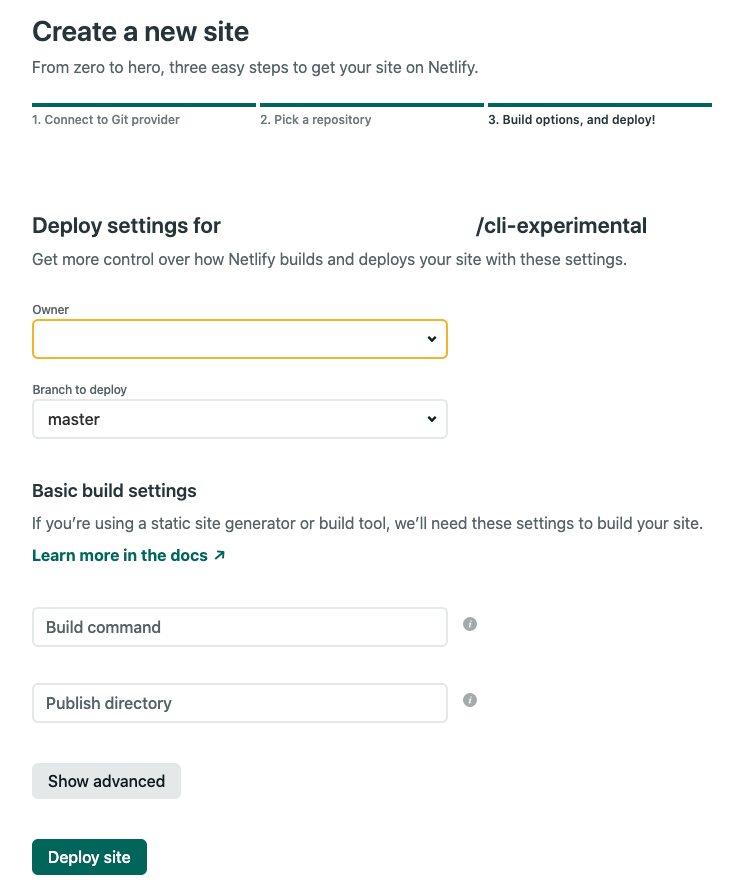 Create a new site
From zero to hero, three easy steps to get your site on Netlify.
1. Connect to Git provider
2. Pick a repository
3. Build options, and deploy!
Deploy settings for /cli-experimental
Get more control over how Netlify builds and deploys your site with these settings.
Owner
Branch to deploy
master
Basic build settings
If you’re using a static site generator or build tool, we’ll need these settings to build your site.
Learn more in the docs ↗
Build command
Publish directory
Show advanced
Deploy site